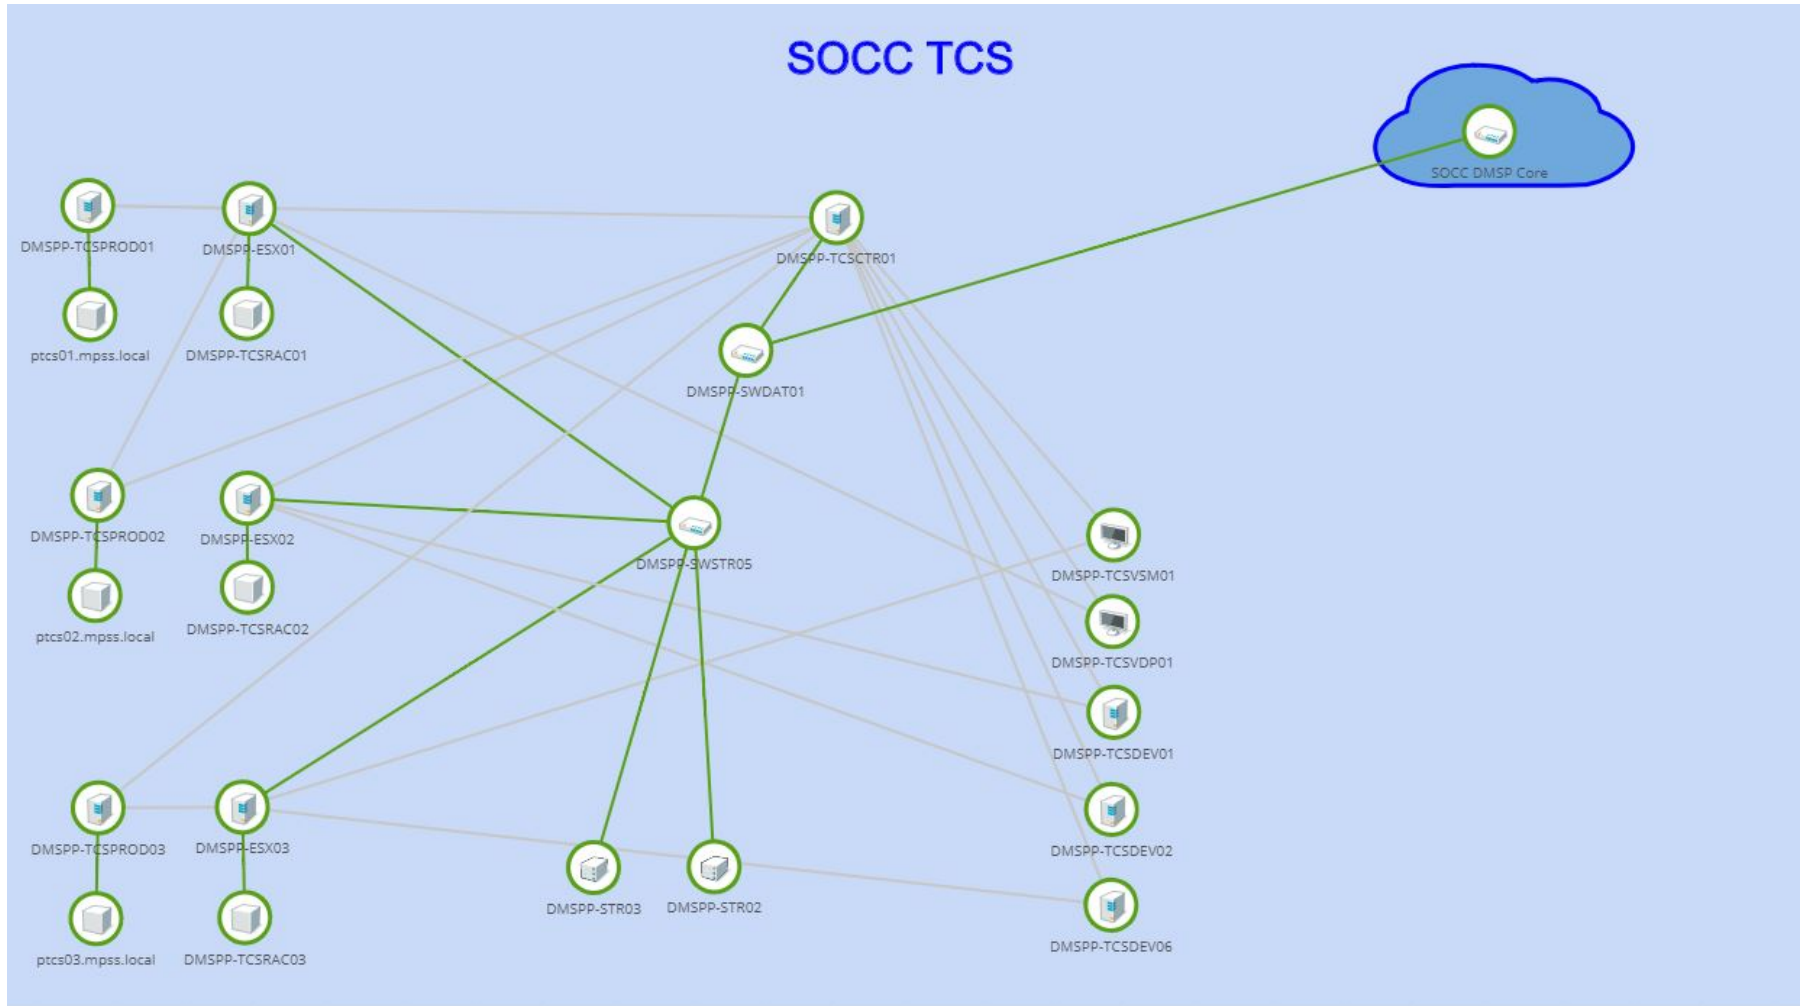 SOCC TCS
SOCC DMSP Core
DMSPP-TCSPROD01
DMSPP-ESX01
DMSPP-TCSCTR01
ptcs01.mpss.local
DMSPP-TCSRAC01
DMSPP-SWDAT01
DMSPP-TCSPROD02
DMSPP-ESX02
DMSPP-SWSTR05
DMSPP-TCSVSM01
ptcs02.mpss.local
DMSPP-TCSRAC02
DMSPP-TCSVDP01
DMSPP-TCSDEV01
DMSPP-TCSPROD03
DMSPP-ESX03
DMSPP-TCSDEV02
DMSPP-STR03
DMSPP-STR02
DMSPP-TCSDEV06
ptcs03.mpss.local
DMSPP-TCSRAC03